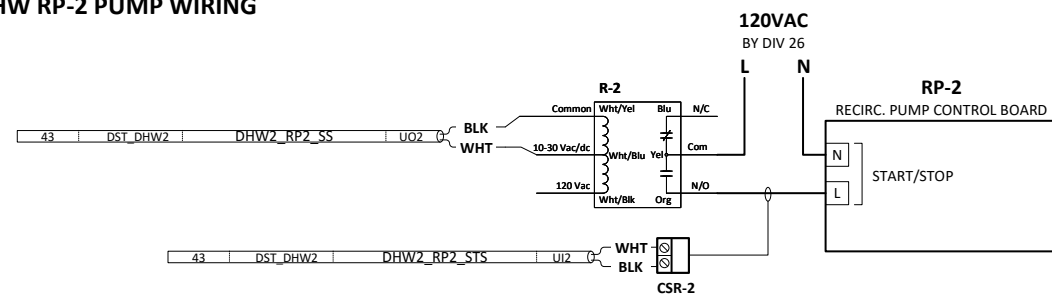 HW RP-2 PUMP WIRING
120VAC
BY DIV 26
L N
R-2
RP-2
RECIRC. PUMP CONTROL BOARD
Common Wht/Yel Blu N/C
43 DST_DHW2 DHW2_RP2_SS UO2
BLK
WHT
10-30 Vac/dc Wht/Blu Yel Com
N
START/STOP
L
120 Vac Wht/Blk Org N/O
43 DST_DHW2 DHW2_RP2_STS UI2
WHT
BLK
CSR-2